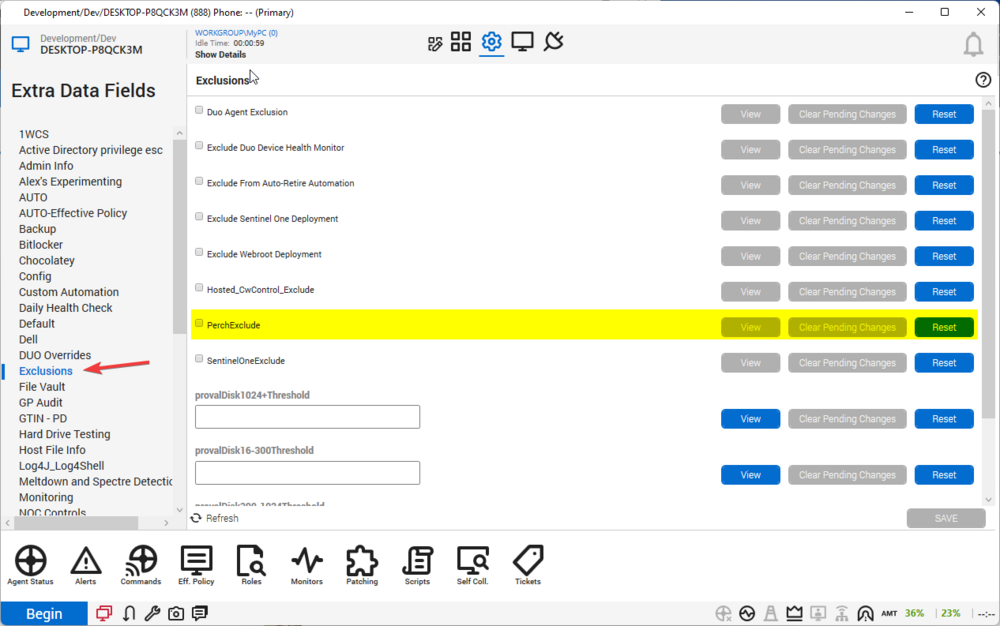 Exploration/Dev/DESKTOP-P8QCK3M (888) Phone: -- (Primary)
Development/Dev
DESKTOP-P8QCK3M
WORKGROUP\MyPC (0)
Idle Time: 00:00:59
Show Details
Extra Data Fields
1WCS
Active Directory privilege esc
Admin Info
Alex's Experimenting
AUTO
AUTO-Effective Policy
Backup
Bitlocker
Chocolatey
Config
Custom Automation
Daily Health Check
Default
Dell
DUO Overrides
Exclusions
File Vault
GP Audit
GTIN - PD
Hard Drive Testing
Host File Info
Log4J_Log4Shell
Meltdown and Spectre Detectio
Monitoring
NOC Controls
Exclusions
Duo Agent Exclusion View Clear Pending Changes Reset
Exclude Duo Device Health Monitor View Clear Pending Changes Reset
Exclude From Auto-Retire Automation View Clear Pending Changes Reset
Exclude Sentinel One Deployment View Clear Pending Changes Reset
Exclude Webroot Deployment View Clear Pending Changes Reset
Hosted_CwControl_Exclude View Clear Pending Changes Reset
PerchExclude View Clear Pending Changes Reset
SentinelOneExclude View Clear Pending Changes Reset
provalDisk1024+Threshold
View Clear Pending Changes Reset
provalDisk16-300Threshold
View Clear Pending Changes Reset
provalDisk300-1024Threshold
Refresh SAVE
Agent Status Alerts Commands Eff. Policy Roles Monitors Patching Scripts Self Coll. Tickets
Begin AMT 36% 23% --:--